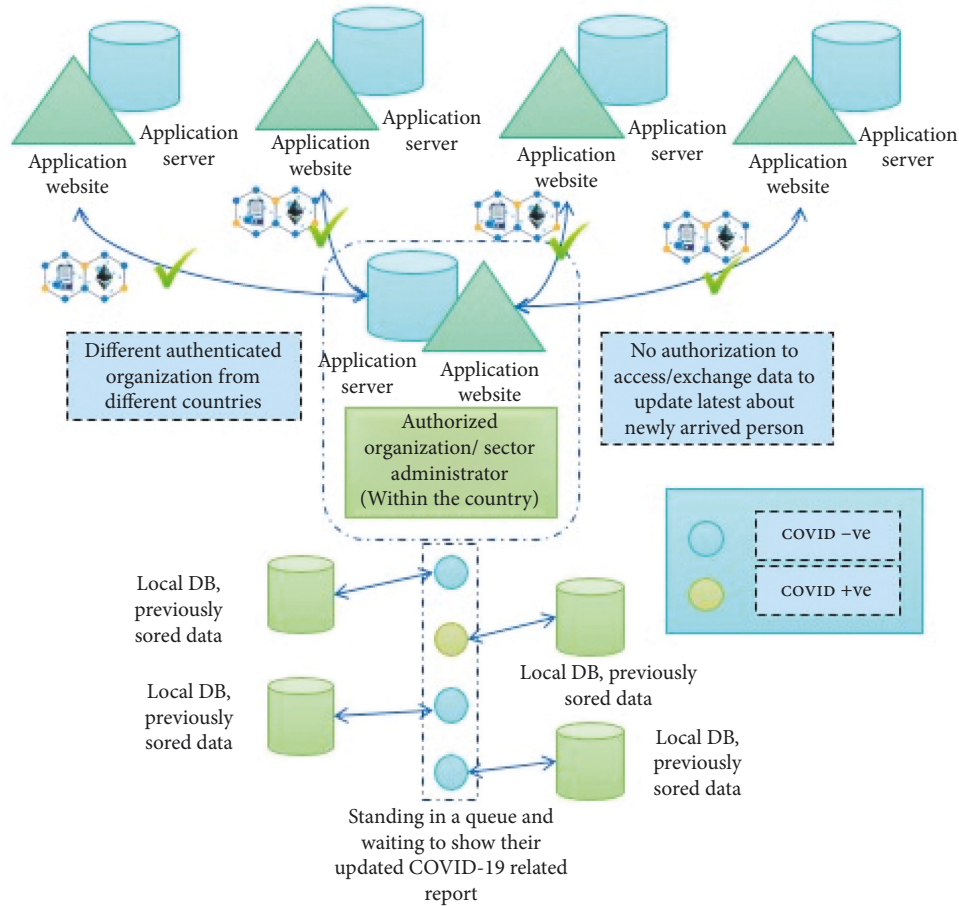 Application
server
Application
website
Application
server
Application
website
Application
server
Application
website
Application
server
Application
website
Different authenticated
organization from
different countries
Application
server
Application
website
No authorization to
access/exchange data to
update latest about
newly arrived person
Authorized
organization/ sector
administrator
(Within the country)
COVID –ve
COVID +ve
Local DB,
previously
sored data
Local DB, previously
sored data
Local DB,
previously
sored data
Local DB,
previously
sored data
Standing in a queue and
waiting to show their
updated COVID-19 related
report